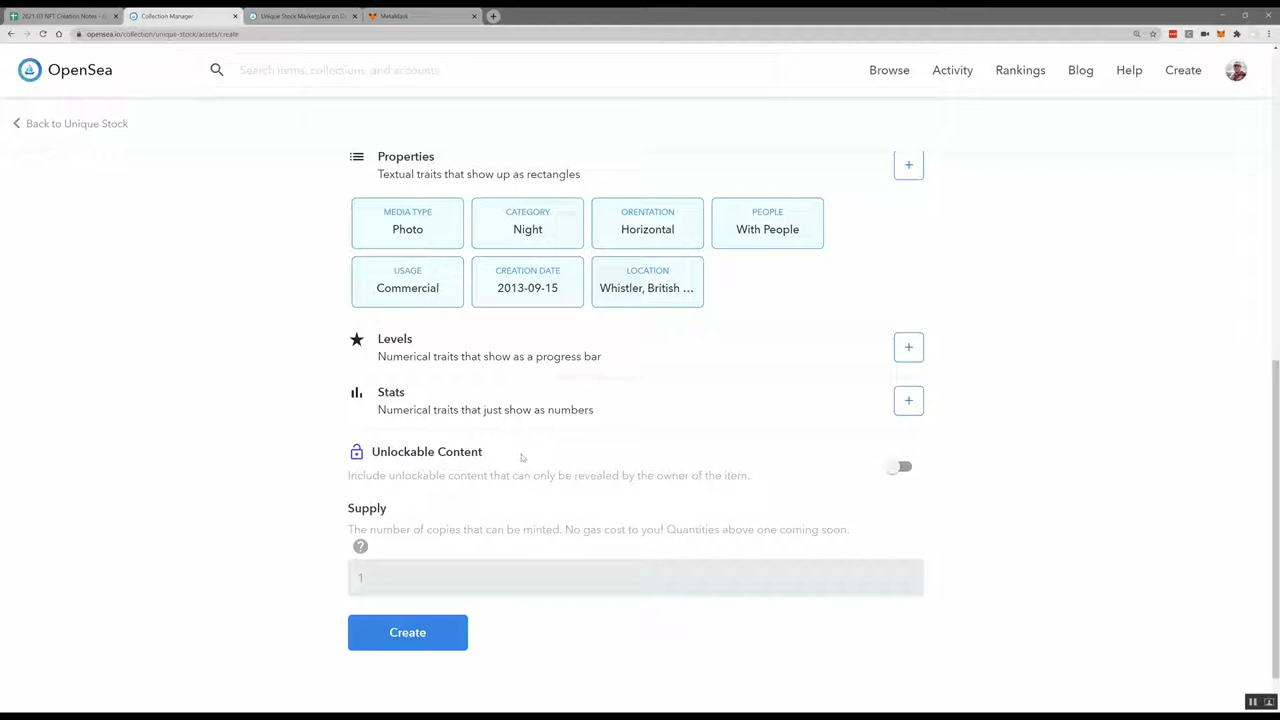 2021 03 NFT Creation Notes - 
Collection Manager
Unique Stock Marketplace on 
MetaMask
opensea.io/collection/unique-stock/assets/create
OpenSea
Search items, collections, and accounts
Browse
Activity
Rankings
Blog
Help
Create
Back to Unique Stock
Properties
Textual traits that show up as rectangles
MEDIA TYPE
Photo
CATEGORY
Night
ORENTATION
Horizontal
PEOPLE
With People
USAGE
Commercial
CREATION DATE
2013-09-15
LOCATION
Whistler, British ...
Levels
Numerical traits that show as a progress bar
Stats
Numerical traits that just show as numbers
Unlockable Content
Include unlockable content that can only be revealed by the owner of the item.
Supply
The number of copies that can be minted. No gas cost to you! Quantities above one coming soon.
1
Create